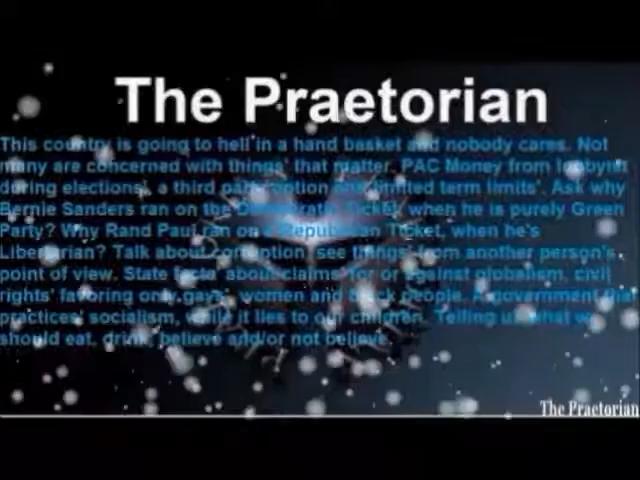 The Praetorian
This country is going to hell in a hand basket and nobody cares. Not
many are concerned with things' that matter. PAC Money from lobbyist
during elections', a third party option and limited term limits'. Ask why
Bernie Sanders ran on the Democratic Ticket, when he is purely Green
Party? Why Rand Paul ran on a Republican Ticket, when he's
Libertarian? Talk about corruption, see things from another person's
point of view. State facts' about claims' for or against globalism, civil
rights' favoring only gays', women and black people. A government that
practices' socialism, while it lies to our children. Telling us what we
should eat, drink, believe and/or not believe.
The Praetorian